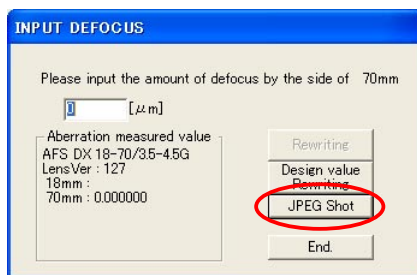 INPUT DEFOCUS
Please input the amount of defocus by the side of 70mm
0 [μm]
Aberration measured value
AFS DX 18-70/3.5-4.5G
LensVer : 127
18mm :
70mm : 0.000000
Rewriting
Design value
Rewriting
JPEG Shot
End.